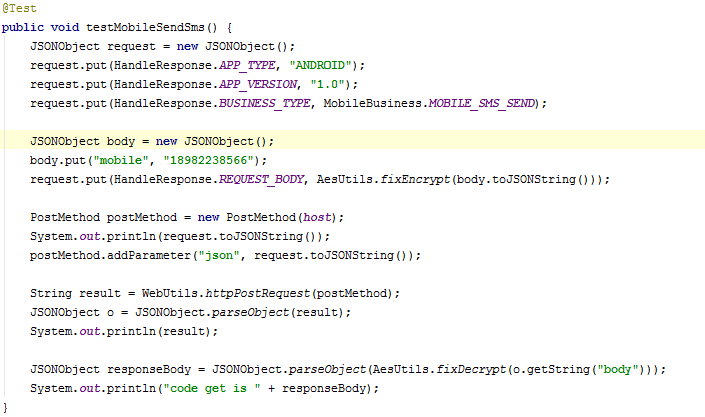 @Test
public void testMobileSendSms() {
    JSONObject request = new JSONObject();
    request.put(HandleResponse.APP_TYPE, "ANDROID");
    request.put(HandleResponse.APP_VERSION, "1.0");
    request.put(HandleResponse.BUSINESS_TYPE, MobileBusiness.MOBILE_SMS_SEND);

    JSONObject body = new JSONObject();
    body.put("mobile", "18982238566");
    request.put(HandleResponse.REQUEST_BODY, AesUtils.fixEncrypt(body.toJSONString()));

    PostMethod postMethod = new PostMethod(host);
    System.out.println(request.toJSONString());
    postMethod.addParameter("json", request.toJSONString());

    String result = WebUtils.httpPostRequest(postMethod);
    JSONObject o = JSONObject.parseObject(result);
    System.out.println(result);

    JSONObject responseBody = JSONObject.parseObject(AesUtils.fixDecrypt(o.getString("body")));
    System.out.println("code get is " + responseBody);
}